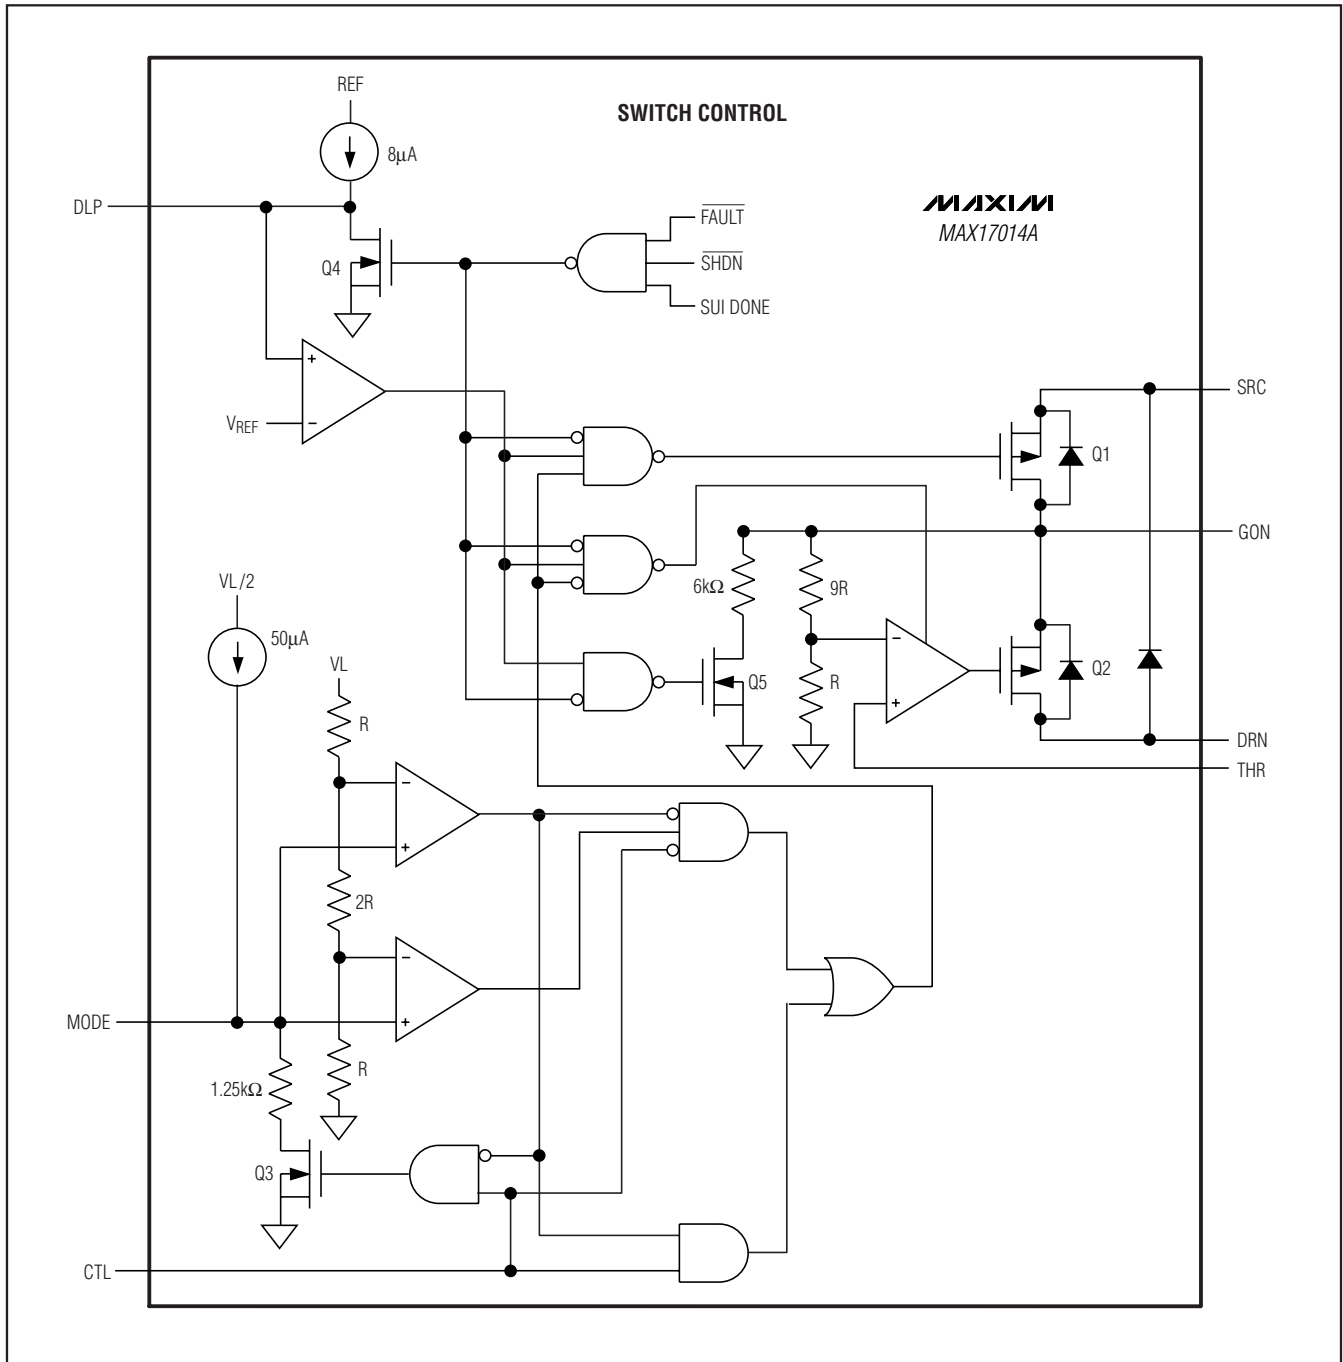 REF
SWITCH CONTROL
8μA
MAXIM
MAX17014A
DLP
FAULT
SHDN
SUI DONE
Q4
+
VREF
−
SRC
Q1
GON
VL/2
50μA
6kΩ
9R
−
VL
R
Q5
R
+
Q2
DRN
THR
−
+
2R
−
MODE
+
1.25kΩ
R
Q3
CTL